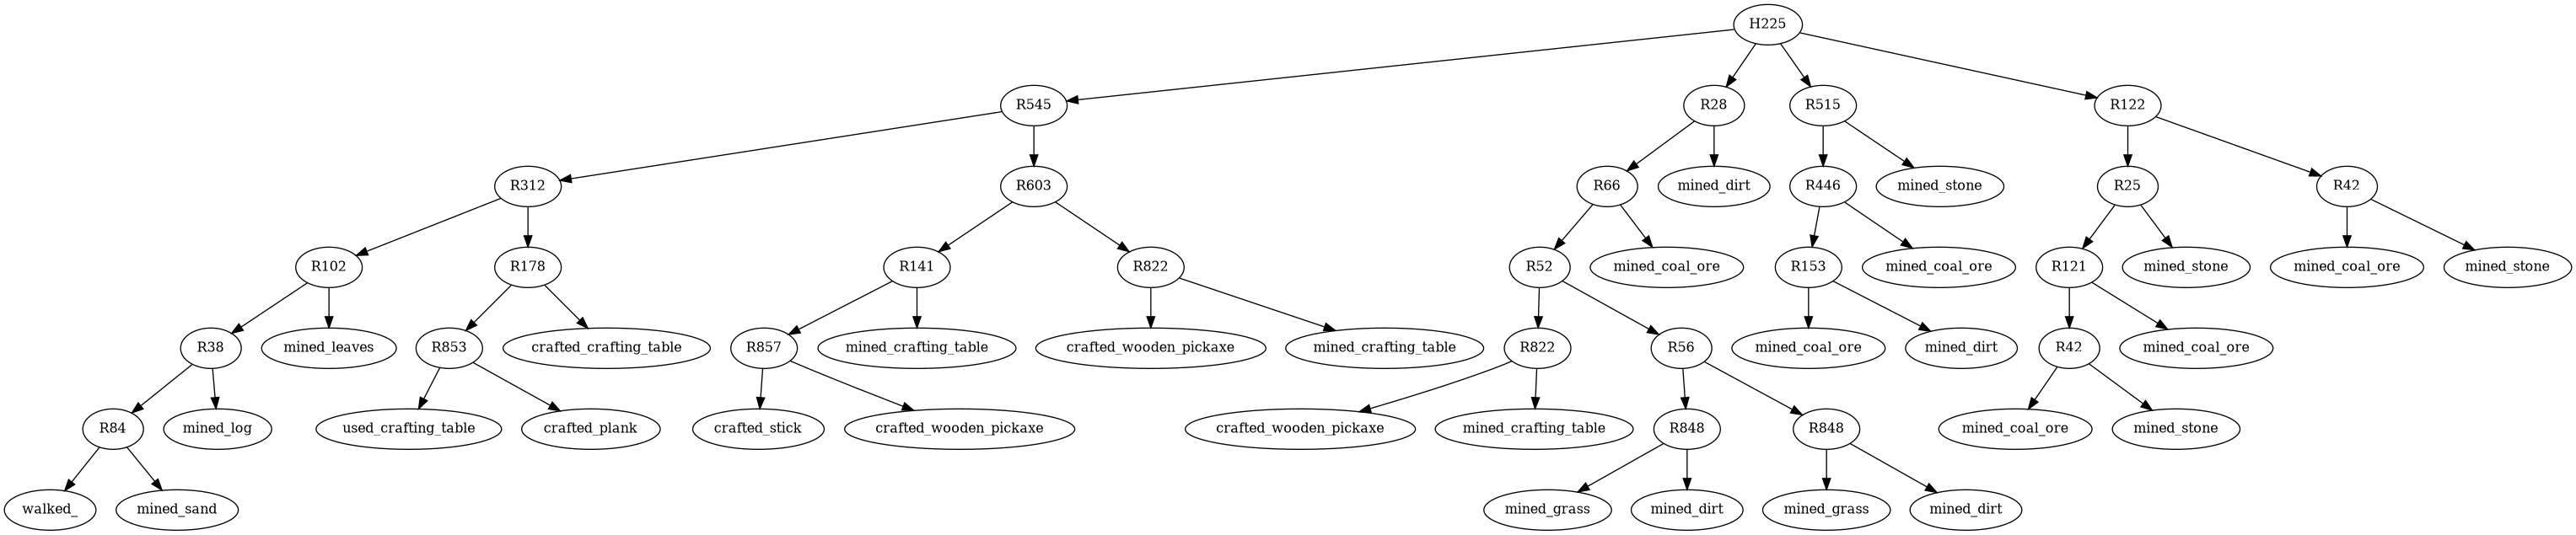 H225
R545
R28
R515
R122
R312
R603
R66
mined_dirt
R446
mined_stone
R25
R42
R102
R178
R141
R822
R52
mined_coal_ore
R153
mined_coal_ore
R121
mined_stone
mined_coal_ore
mined_stone
R38
mined_leaves
R853
crafted_crafting_table
R857
mined_crafting_table
crafted_wooden_pickaxe
mined_crafting_table
R822
R56
mined_coal_ore
mined_dirt
R42
mined_coal_ore
R84
mined_log
used_crafting_table
crafted_plank
crafted_stick
crafted_wooden_pickaxe
crafted_wooden_pickaxe
mined_crafting_table
R848
R848
mined_coal_ore
mined_stone
walked_
mined_sand
mined_grass
mined_dirt
mined_grass
mined_dirt